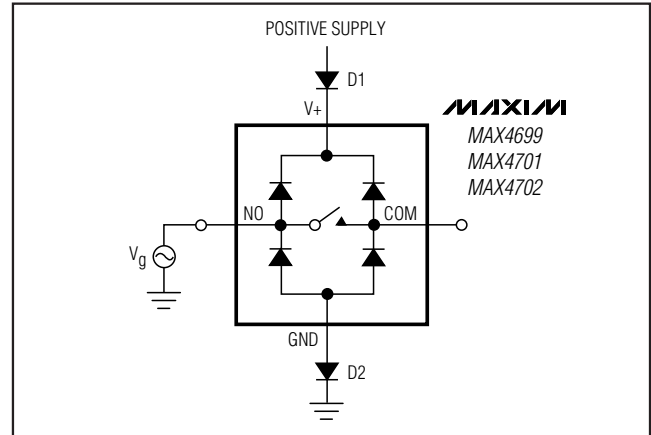 POSITIVE SUPPLY
D1
V+
MAXIM
MAX4699
MAX4701
MAX4702
NO
COM
Vg
GND
D2